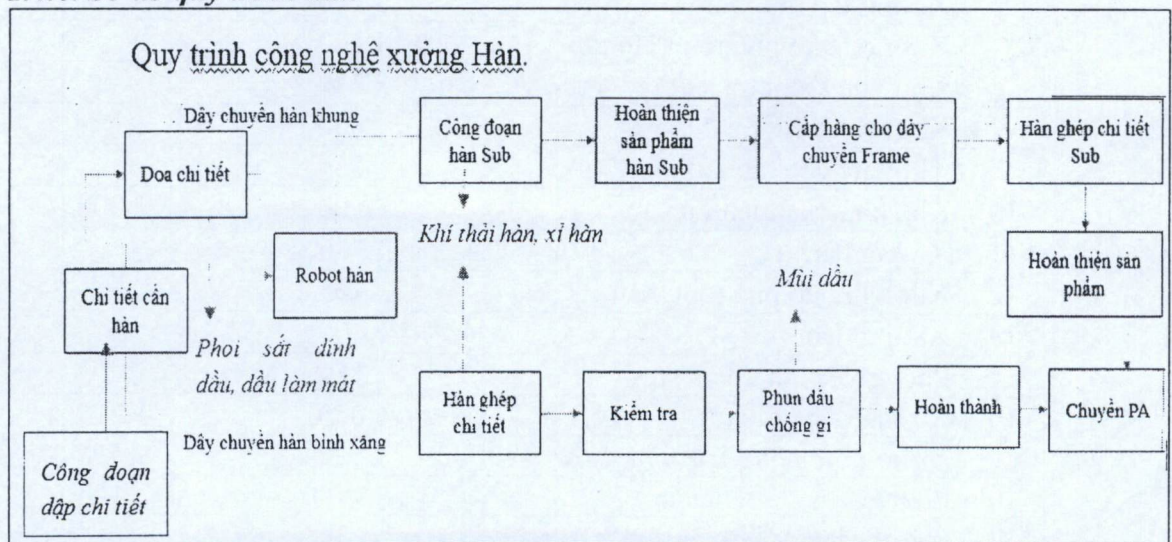 Quy trình công nghệ xưởng Hàn.
Dây chuyền hàn khung
Doa chi tiết
Công đoạn
hàn Sub
Hoàn thiện
sản phẩm
hàn Sub
Cấp hàng cho dây
chuyền Frame
Hàn ghép chi tiết
Sub
Khí thải hàn, xỉ hàn
Robot hàn
Hoàn thiện sản
phẩm
Mùi dầu
Chi tiết cần
hàn
Phoi sắt dính
dầu, dầu làm mát
Hàn ghép
chi tiết
Kiểm tra
Phun dầu
chống gỉ
Hoàn thành
Chuyển PA
Dây chuyền hàn bình xăng
Công đoạn
dập chi tiết